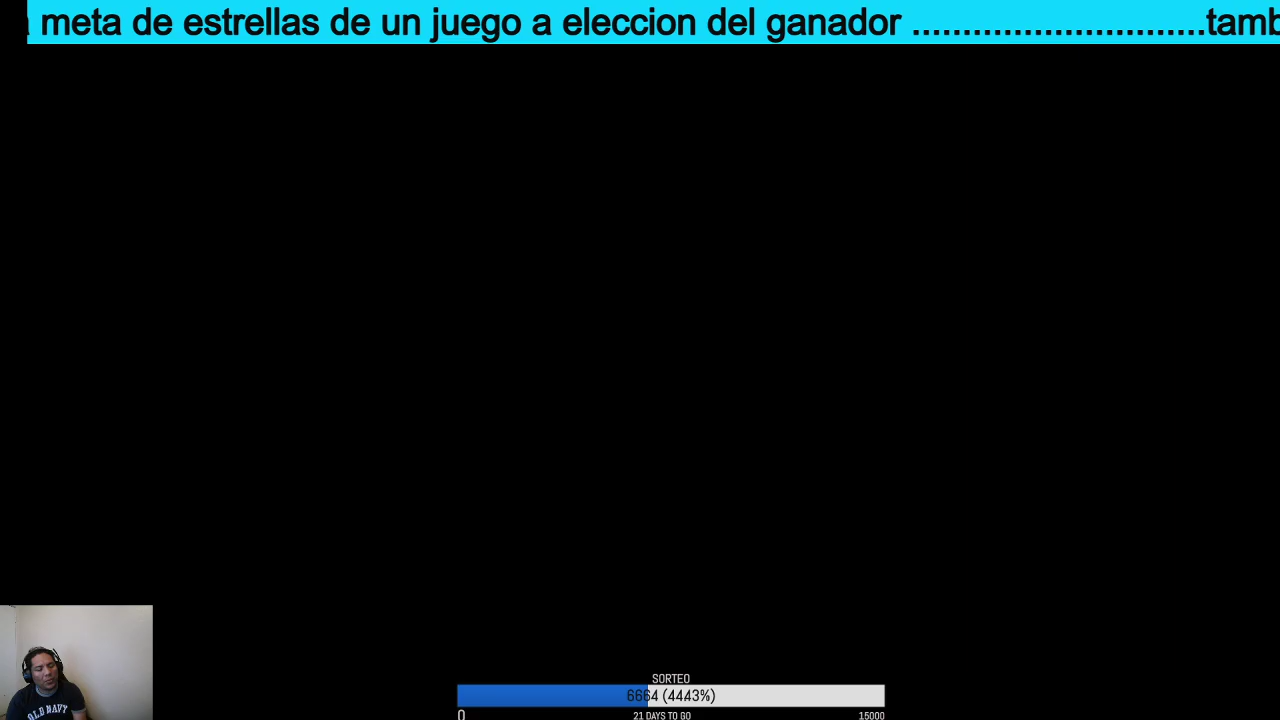 meta de estrellas de un juego a eleccion del ganador .............................tamb
SORTEO
6664 (4443%)
0 21 DAYS TO GO 15000
OLD NAVY